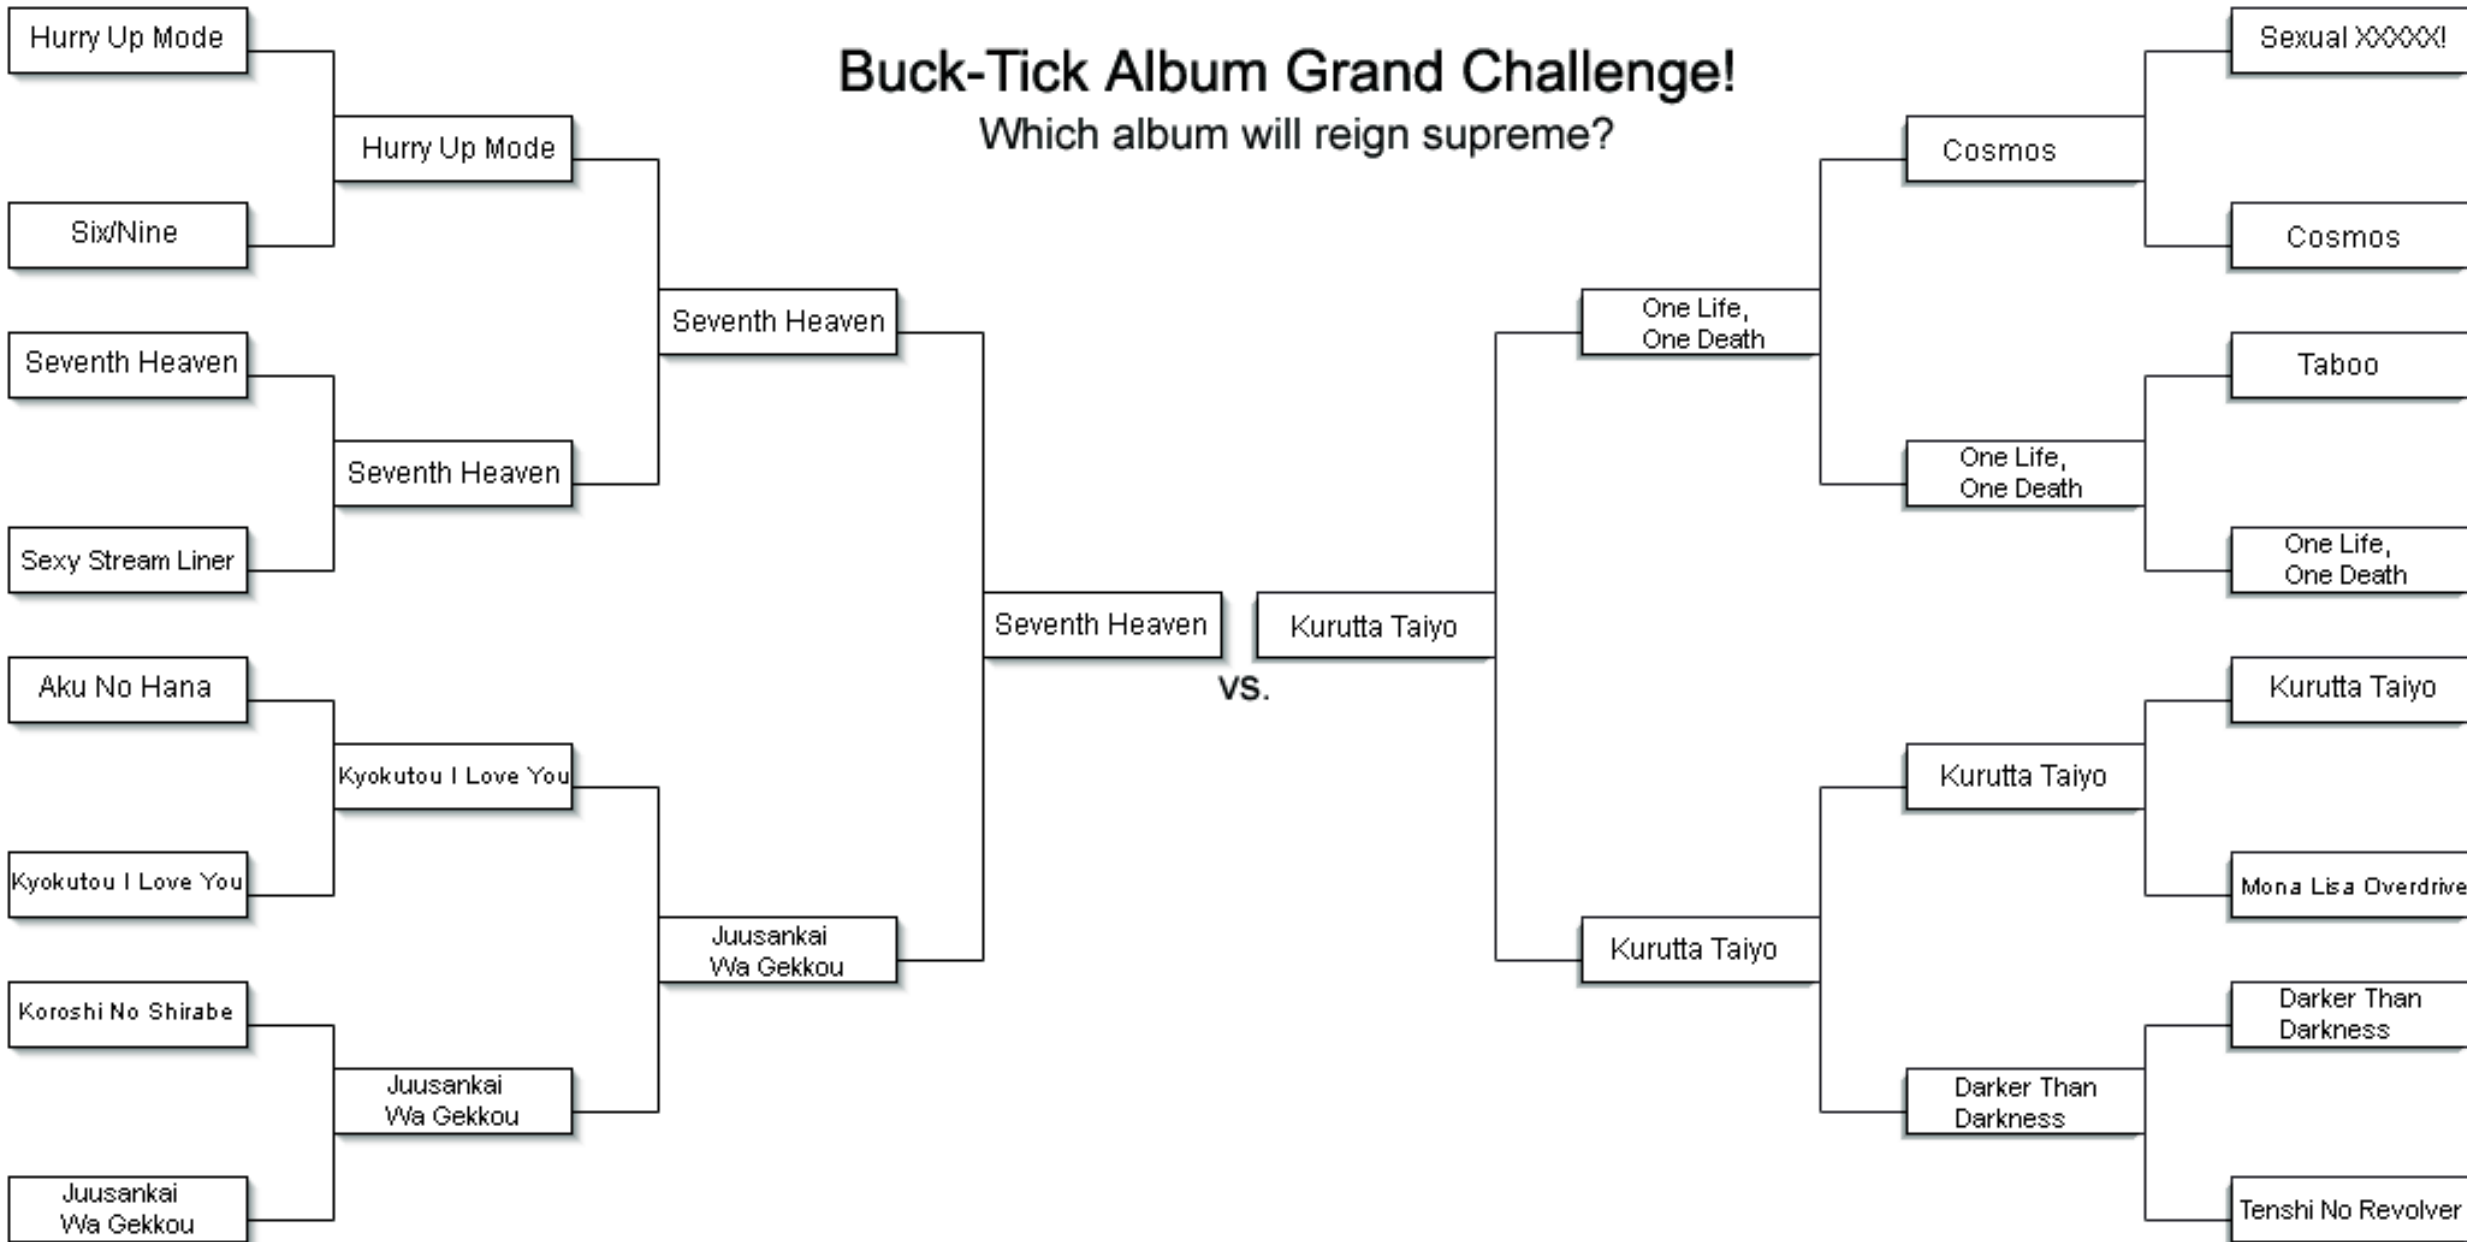 Buck-Tick Album Grand Challenge!
Which album will reign supreme?
Hurry Up Mode
Six/Nine
Seventh Heaven
Sexy Stream Liner
Aku No Hana
Kyokutou I Love You
Koroshi No Shirabe
Juusankai
Wa Gekkou
Hurry Up Mode
Seventh Heaven
Kyokutou I Love You
Juusankai
Wa Gekkou
Seventh Heaven
Juusankai
Wa Gekkou
Seventh Heaven
vs.
Kurutta Taiyo
One Life,
One Death
Kurutta Taiyo
Cosmos
One Life,
One Death
Kurutta Taiyo
Darker Than
Darkness
Sexual XXXXX!
Cosmos
Taboo
One Life,
One Death
Kurutta Taiyo
Mona Lisa Overdrive
Darker Than
Darkness
Tenshi No Revolver